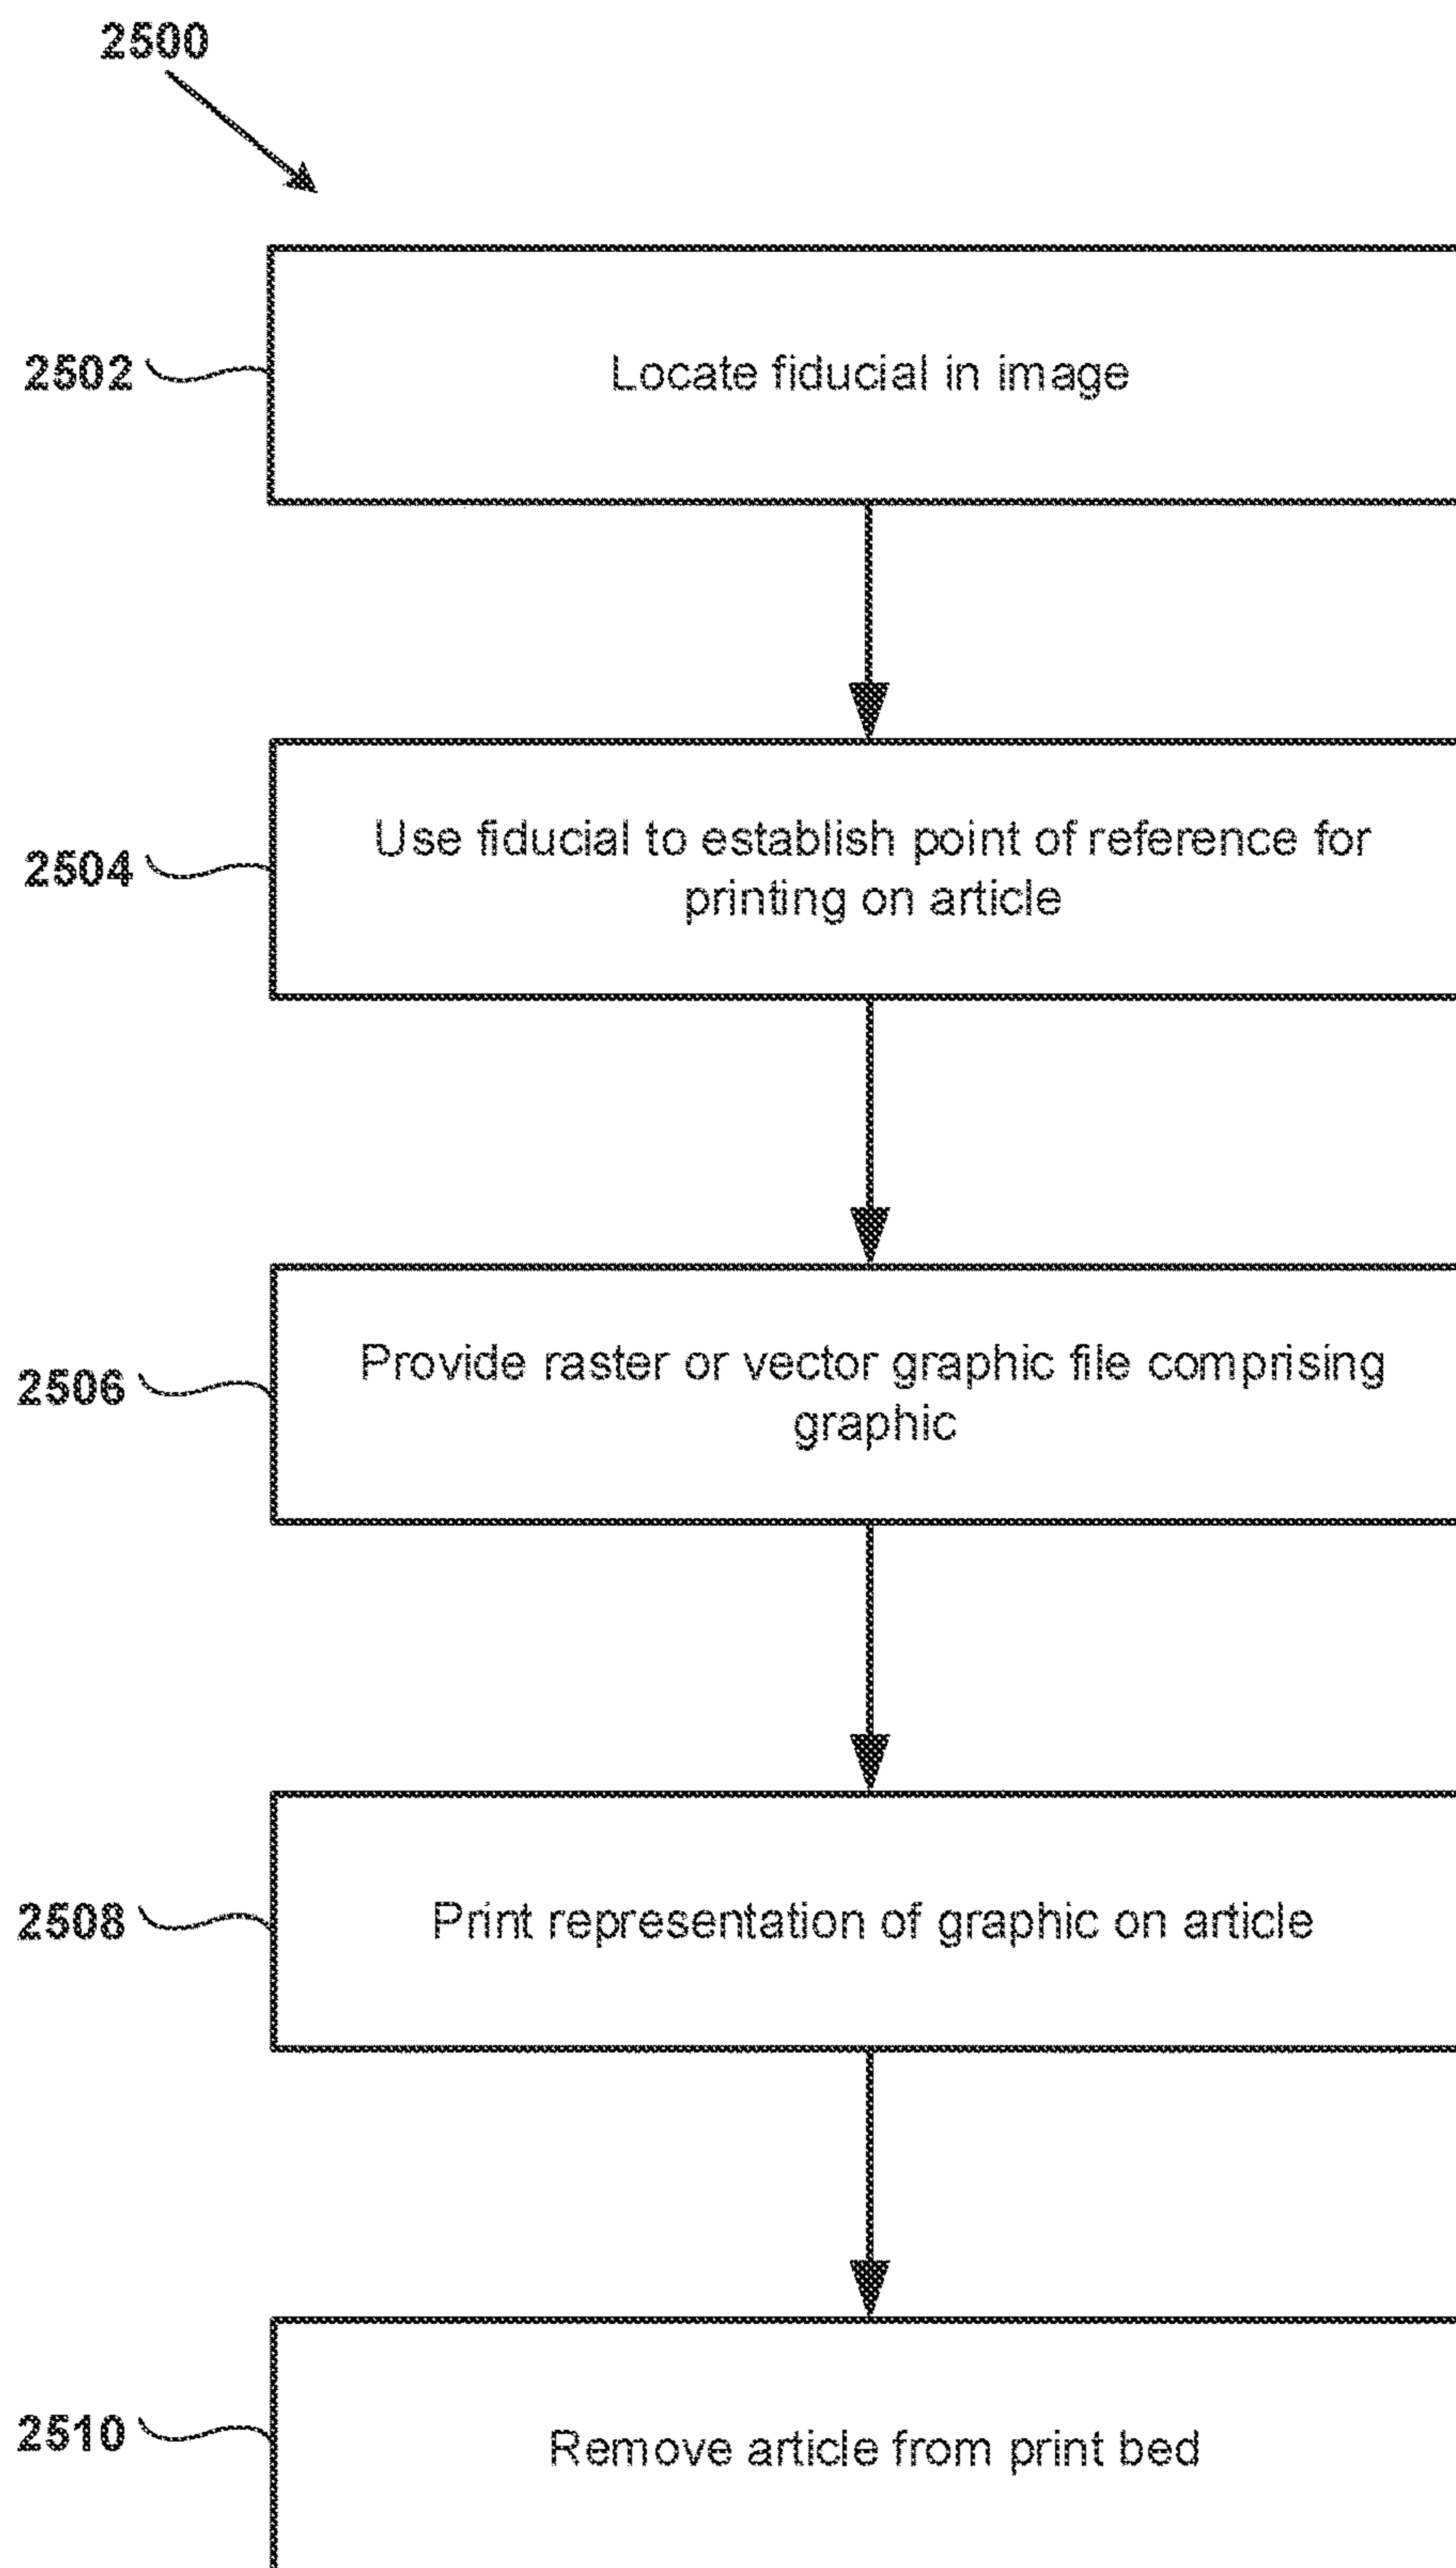 2500
2502
Locate fiducial in image
2504
Use fiducial to establish point of reference for
printing on article
2506
Provide raster or vector graphic file comprising
graphic
2508
Print representation of graphic on article
2510
Remove article from print bed